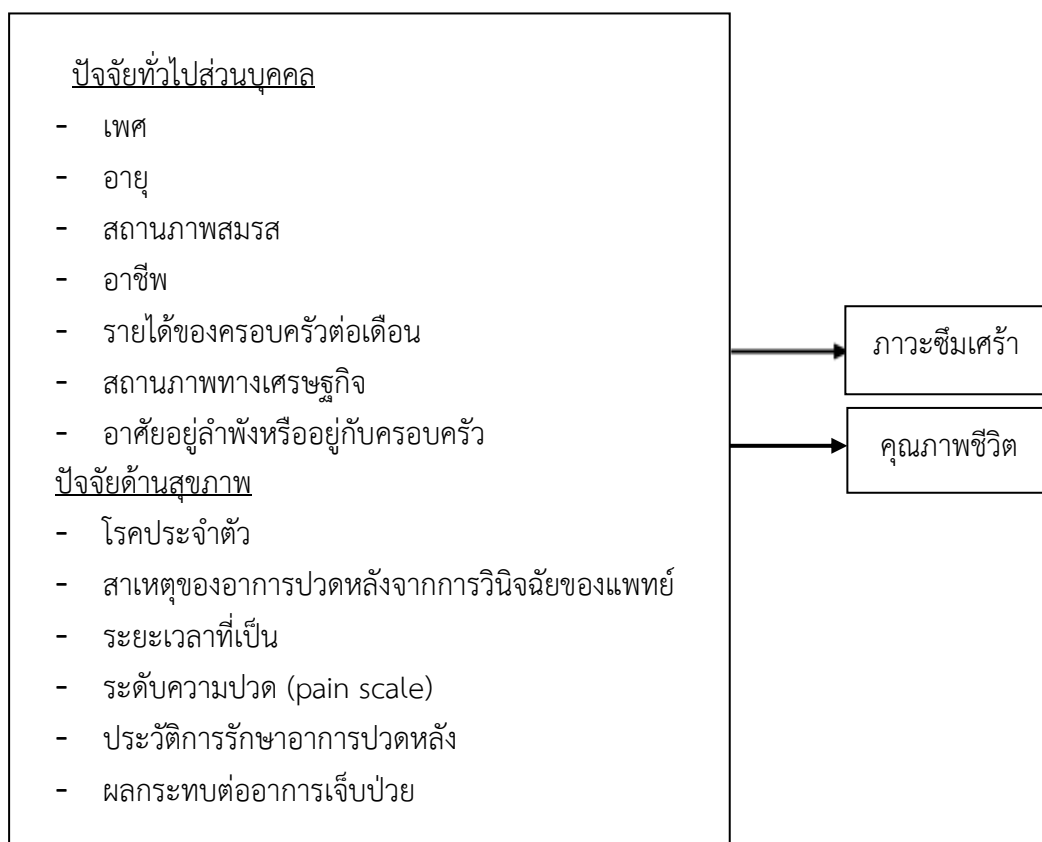 ปัจจัยทั่วไปส่วนบุคคล
- เพศ
- อายุ
- สถานภาพสมรส
- อาชีพ
- รายได้ของครอบครัวต่อเดือน
- สถานภาพทางเศรษฐกิจ
- อาศัยอยู่ลำพังหรืออยู่กับครอบครัว
ปัจจัยด้านสุขภาพ
- โรคประจำตัว
- สาเหตุของอาการปวดหลังจากการวินิจฉัยของแพทย์
- ระยะเวลาที่เป็น
- ระดับความปวด (pain scale)
- ประวัติการรักษาอาการปวดหลัง
- ผลกระทบต่ออาการเจ็บป่วย
ภาวะซึมเศร้า
คุณภาพชีวิต